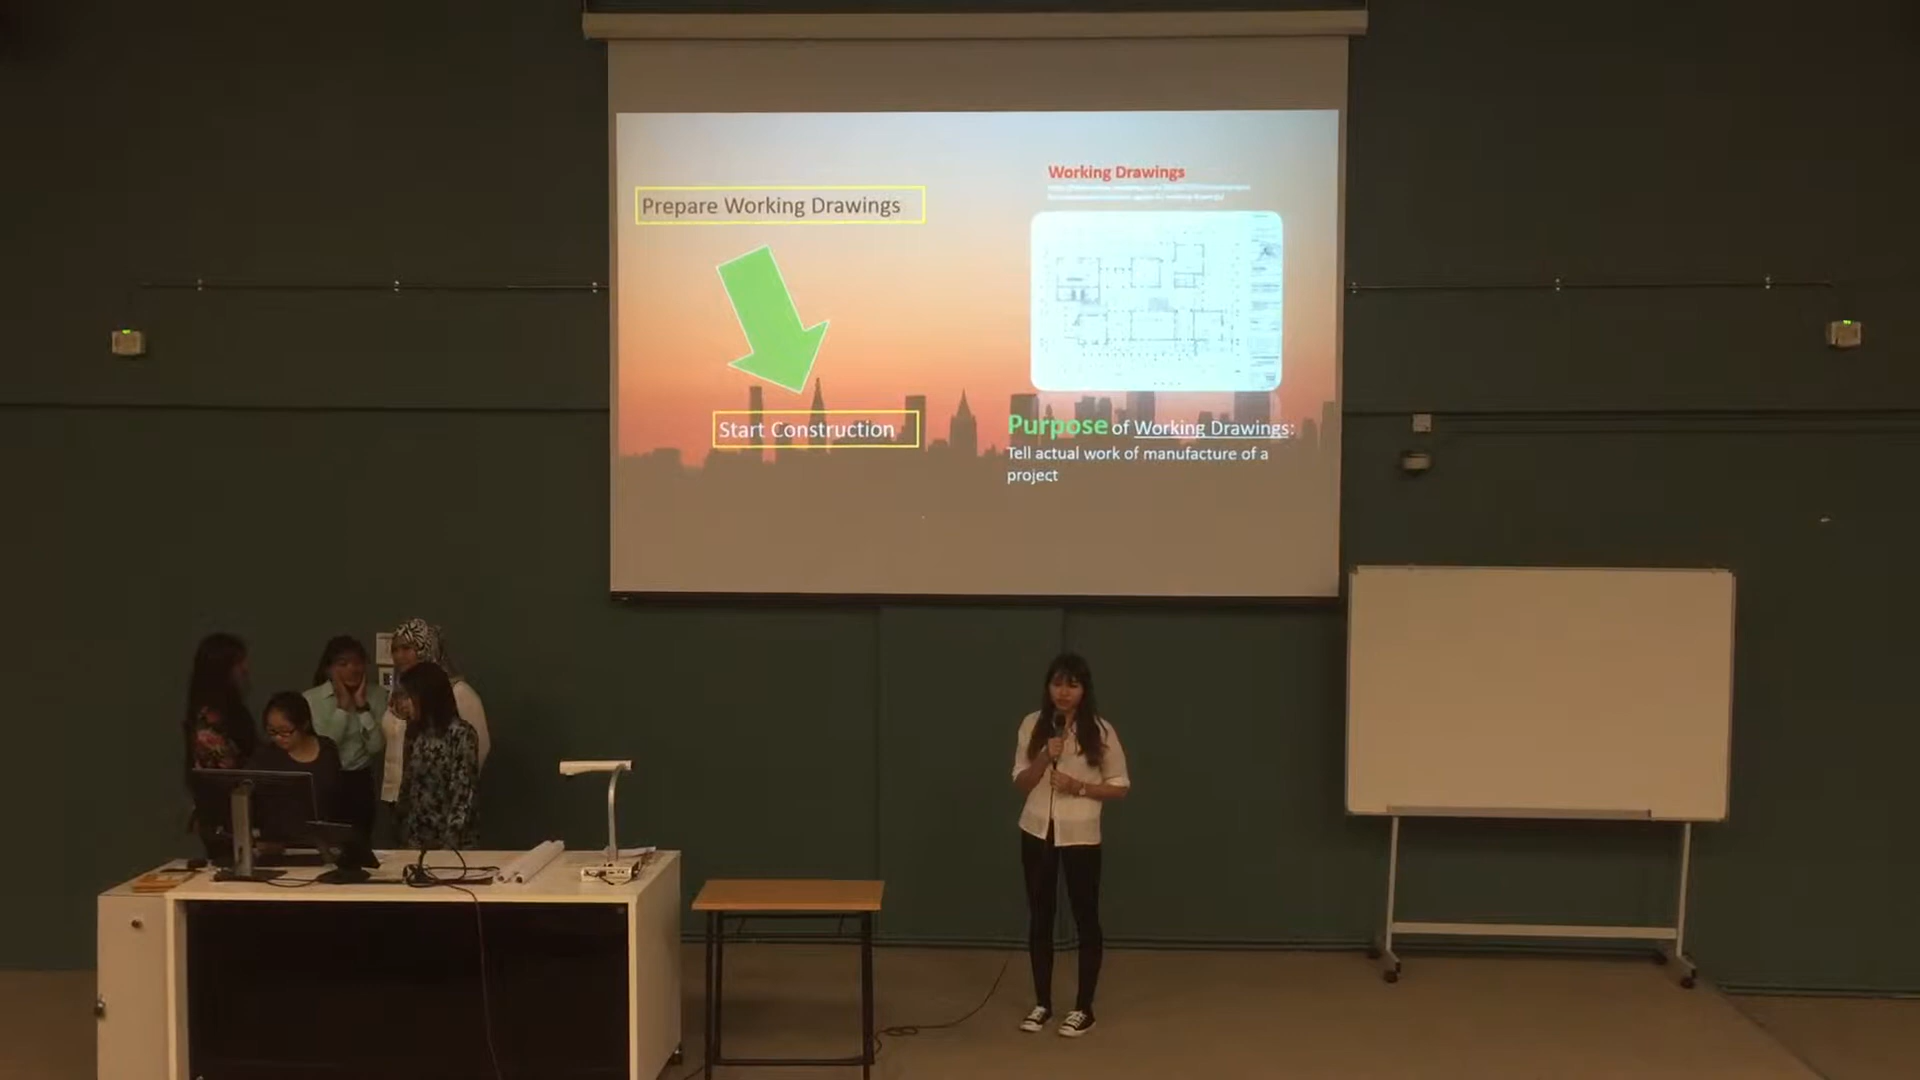 Prepare Working Drawings
Start Construction
Working Drawings
Purpose of Working Drawings:
Tell actual work of manufacture of a
project